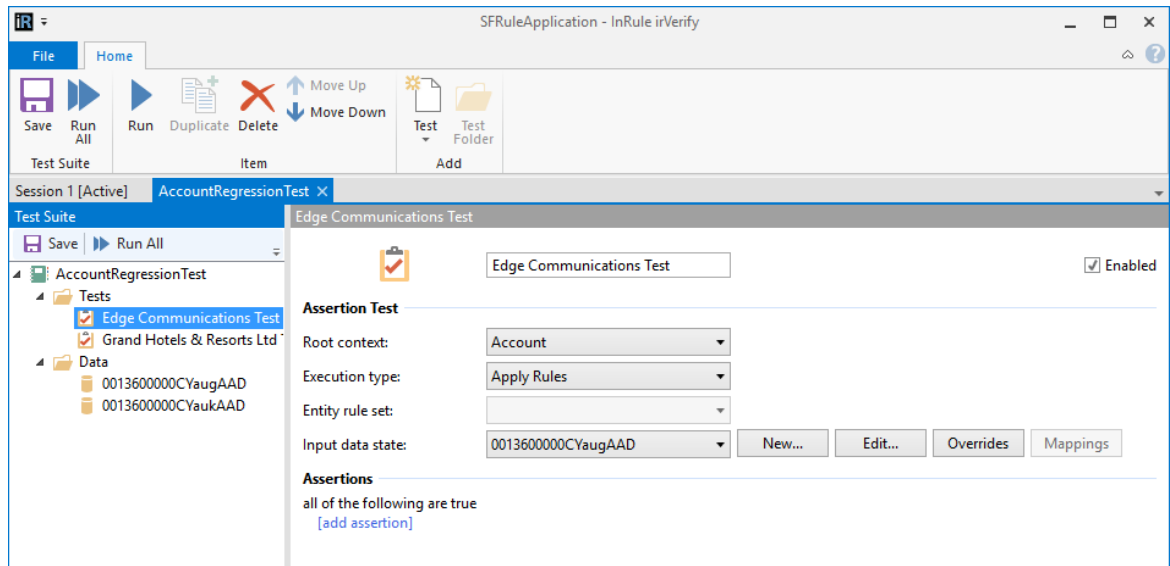 iR SFRuleApplication - InRule irVerify
File Home
Save Run All Run Duplicate Delete Move Up Move Down Test Test Folder
Test Suite Item Add
Session 1 [Active] AccountRegressionTest
Test Suite Edge Communications Test
Save Run All
Edge Communications Test Enabled
AccountRegressionTest
Tests
Edge Communications Test
Grand Hotels & Resorts Ltd
Data
0013600000CYaugAAD
0013600000CYaukAAD
Assertion Test
Root context: Account
Execution type: Apply Rules
Entity rule set:
Input data state: 0013600000CYaugAAD New... Edit... Overrides Mappings
Assertions
all of the following are true
[add assertion]